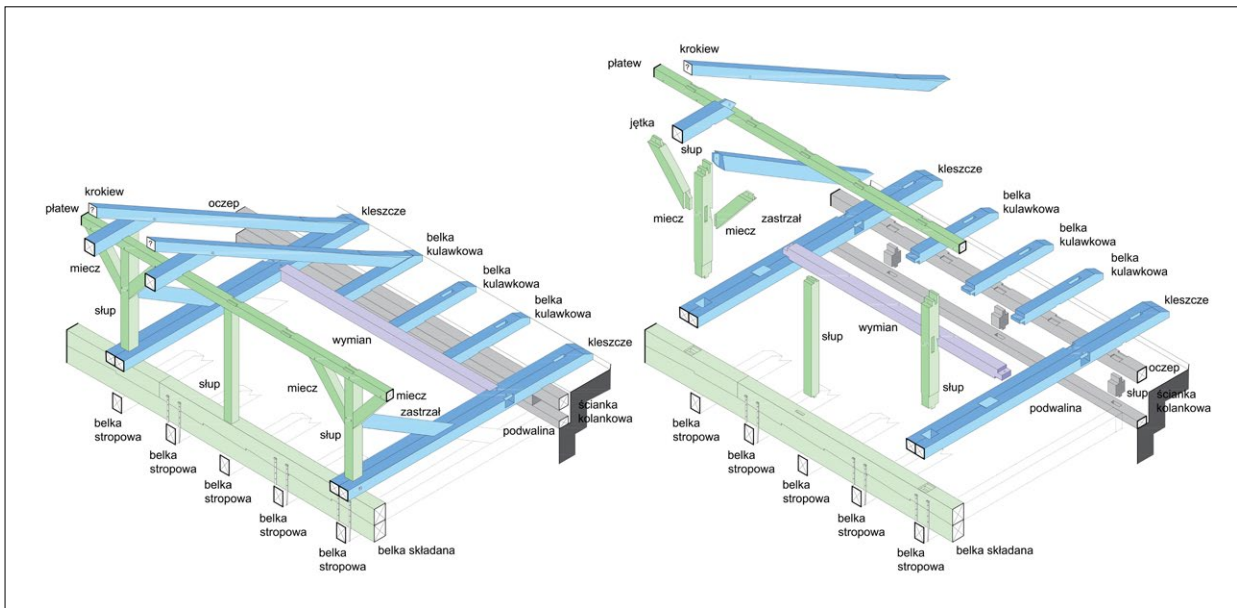 krokiew
płatew
oczep
kleszcze
miecz
belka
kulawkowa
słup
belka
kulawkowa
belka
kulawkowa
wymian
kleszcze
miecz
słup
miecz
zastrzał
słup
ścianka
kolankowa
podwalina
belka
stropowa
belka
stropowa
belka
stropowa
belka
stropowa
belka
stropowa
belka składana
krokiew
płatew
jętka
słup
kleszcze
miecz
zastrzał
miecz
belka
kulawkowa
belka
kulawkowa
belka
kulawkowa
kleszcze
słup
wymian
słup
oczep
słup
ścianka
kolankowa
podwalina
belka
stropowa
belka
stropowa
belka
stropowa
belka
stropowa
belka
stropowa
belka składana
?
?
?